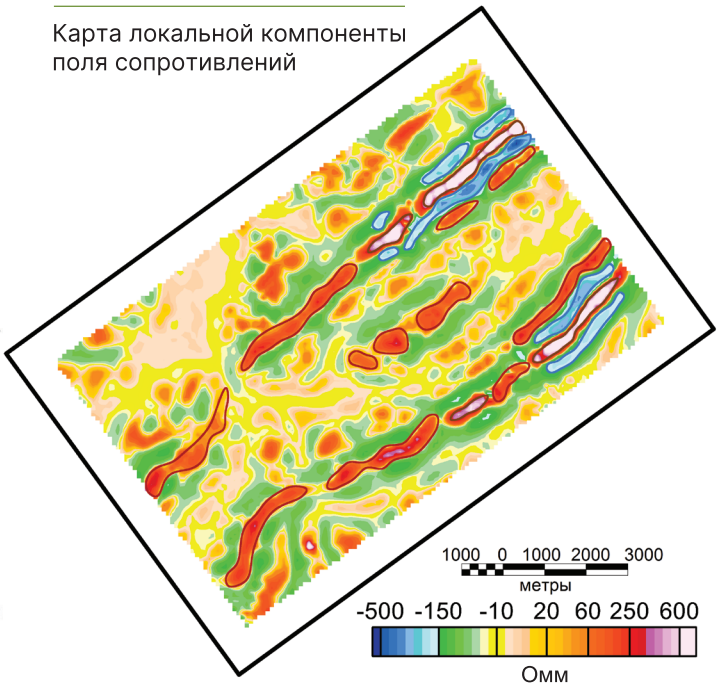 Карта локальной компоненты
поля сопротивлений
1000 0 1000 2000 3000
метры
-500 -150 -10 20 60 250 600
Омм